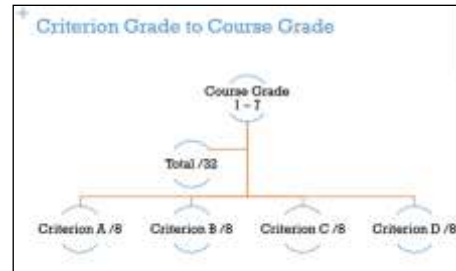 Criterion Grade to Course Grade
Course Grade
1 – 7
Total /32
Criterion A /8
Criterion B /8
Criterion C /8
Criterion D /8